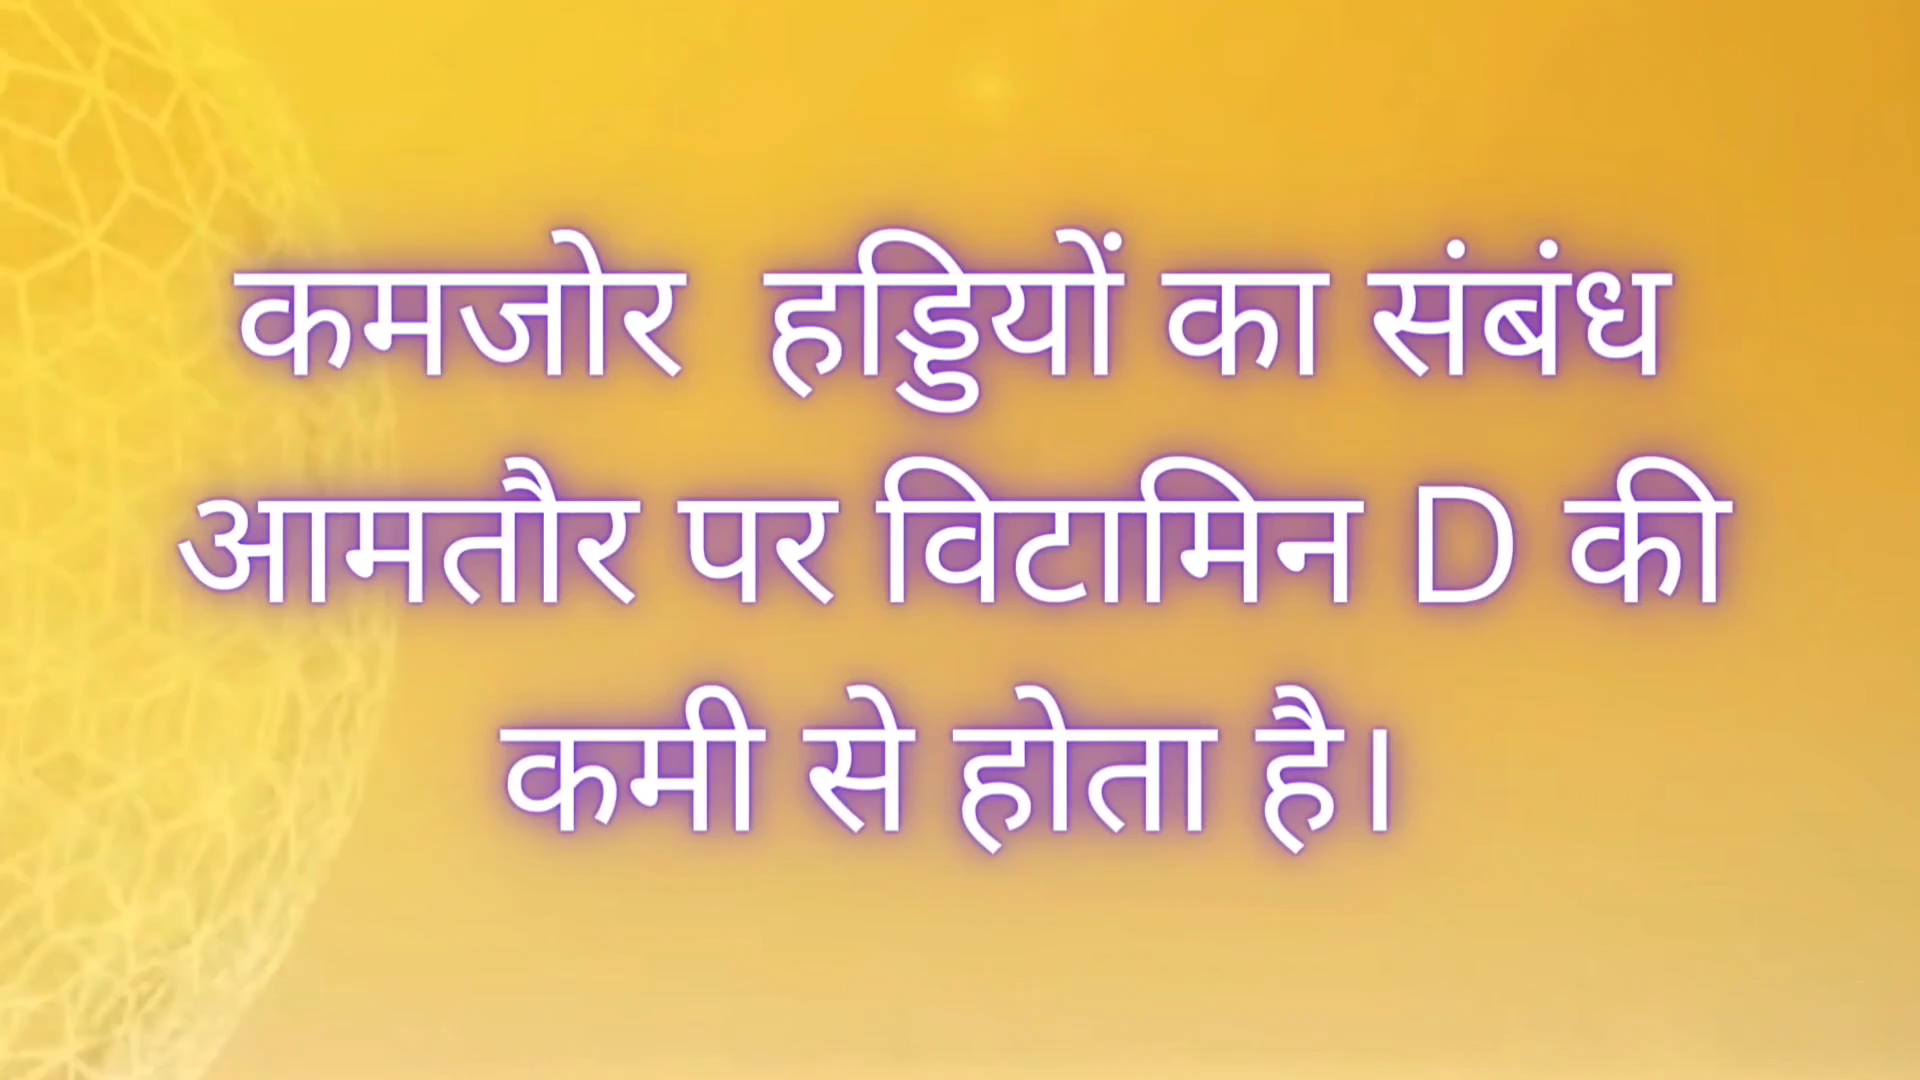 कमजोर  हड्डियों का संबंध
आमतौर पर विटामिन D की
कमी से होता है।